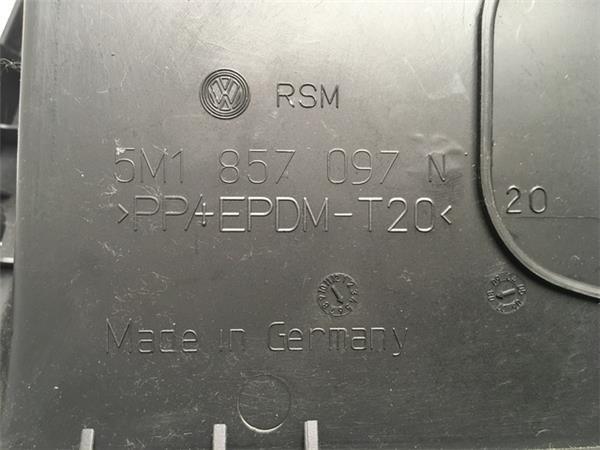 RSM
5M1 857 097 N
>PP/+EPDM-T20<
20
Made in Germany